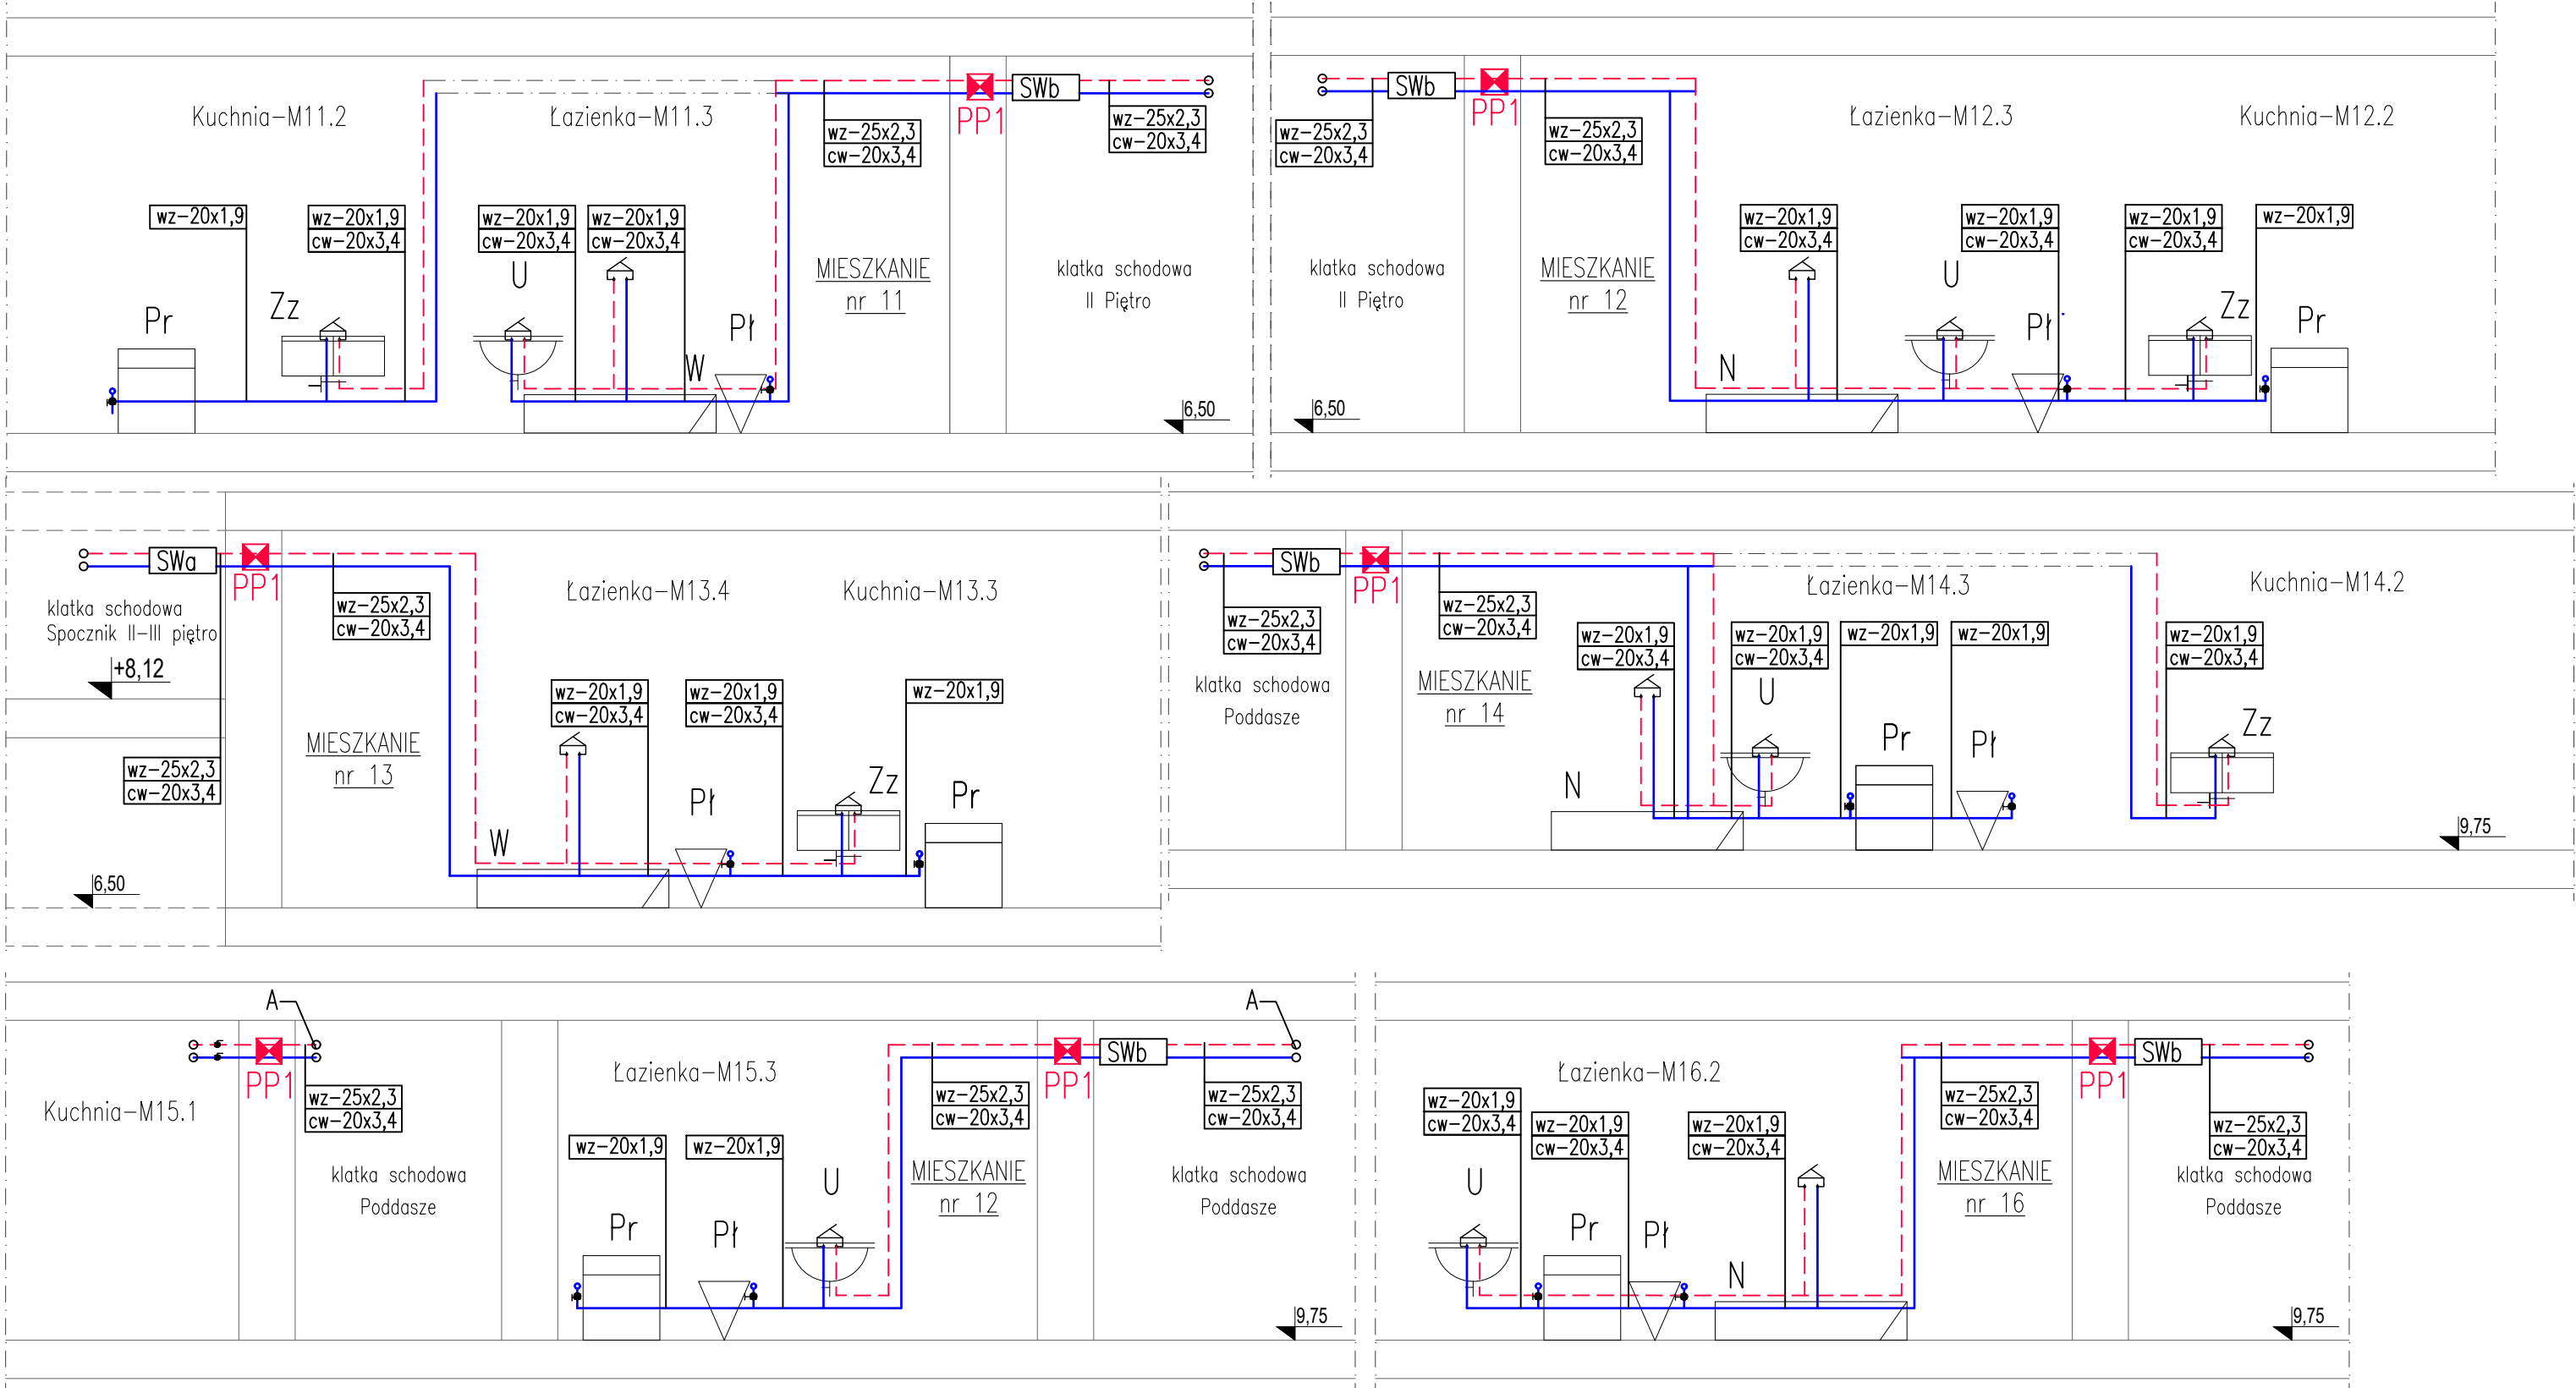 Kuchnia-M11.2
Łazienka-M11.3
wz-25x2,3
cw-20x3,4
PP1
SWb
wz-25x2,3
cw-20x3,4
wz-20x1,9
wz-20x1,9
cw-20x3,4
wz-20x1,9
cw-20x3,4
wz-20x1,9
cw-20x3,4
Pr
Zz
U
W
Pł
MIESZKANIE
nr 11
klatka schodowa
II Piętro
6,50
SWb
wz-25x2,3
cw-20x3,4
PP1
wz-25x2,3
cw-20x3,4
Łazienka-M12.3
Kuchnia-M12.2
klatka schodowa
II Piętro
MIESZKANIE
nr 12
wz-20x1,9
cw-20x3,4
wz-20x1,9
cw-20x3,4
wz-20x1,9
cw-20x3,4
wz-20x1,9
N
U
Pł
Zz
Pr
6,50
SWa
PP1
klatka schodowa
Spocznik II-III piętro
+8,12
wz-25x2,3
cw-20x3,4
wz-25x2,3
cw-20x3,4
Łazienka-M13.4
Kuchnia-M13.3
MIESZKANIE
nr 13
wz-20x1,9
cw-20x3,4
wz-20x1,9
cw-20x3,4
wz-20x1,9
W
Pł
Zz
Pr
6,50
SWb
PP1
wz-25x2,3
cw-20x3,4
wz-25x2,3
cw-20x3,4
Łazienka-M14.3
Kuchnia-M14.2
klatka schodowa
Poddasze
MIESZKANIE
nr 14
wz-20x1,9
cw-20x3,4
wz-20x1,9
cw-20x3,4
wz-20x1,9
wz-20x1,9
wz-20x1,9
cw-20x3,4
N
U
Pr
Pł
Zz
9,75
A
PP1
Kuchnia-M15.1
wz-25x2,3
cw-20x3,4
klatka schodowa
Poddasze
Łazienka-M15.3
wz-20x1,9
wz-20x1,9
Pr
Pł
U
wz-25x2,3
cw-20x3,4
MIESZKANIE
nr 12
PP1
SWb
A
wz-25x2,3
cw-20x3,4
klatka schodowa
Poddasze
9,75
Łazienka-M16.2
wz-20x1,9
cw-20x3,4
wz-20x1,9
cw-20x3,4
wz-20x1,9
cw-20x3,4
U
Pr
Pł
N
wz-25x2,3
cw-20x3,4
MIESZKANIE
nr 16
PP1
SWb
wz-25x2,3
cw-20x3,4
klatka schodowa
Poddasze
9,75